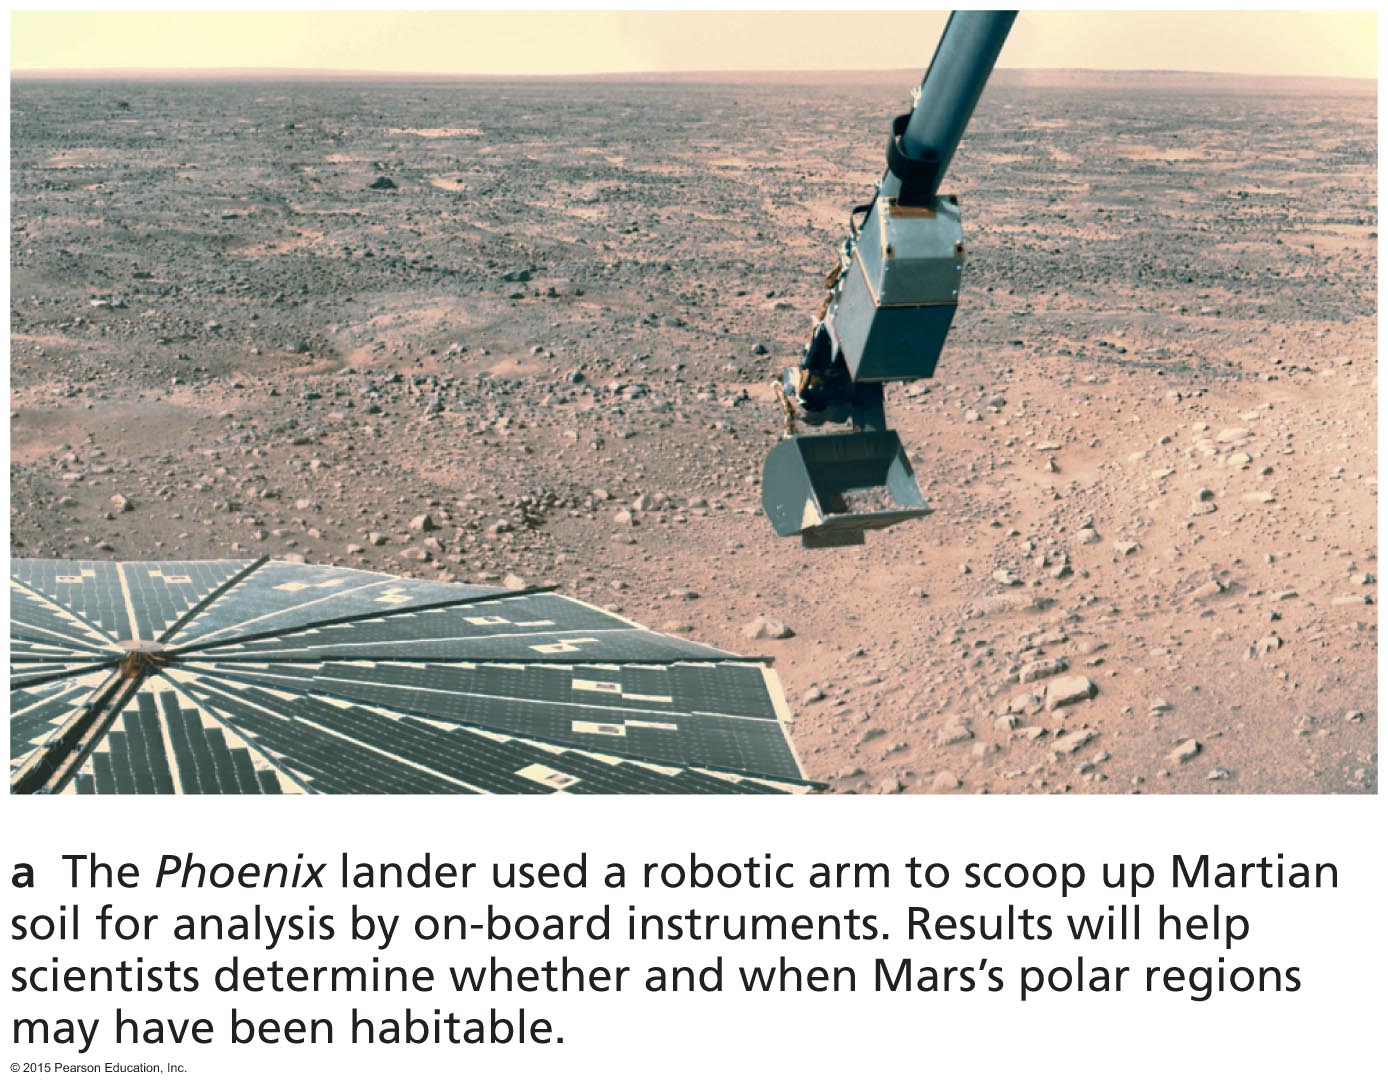 a The Phoenix lander used a robotic arm to scoop up Martian
soil for analysis by on-board instruments. Results will help
scientists determine whether and when Mars’s polar regions
may have been habitable.
© 2015 Pearson Education, Inc.